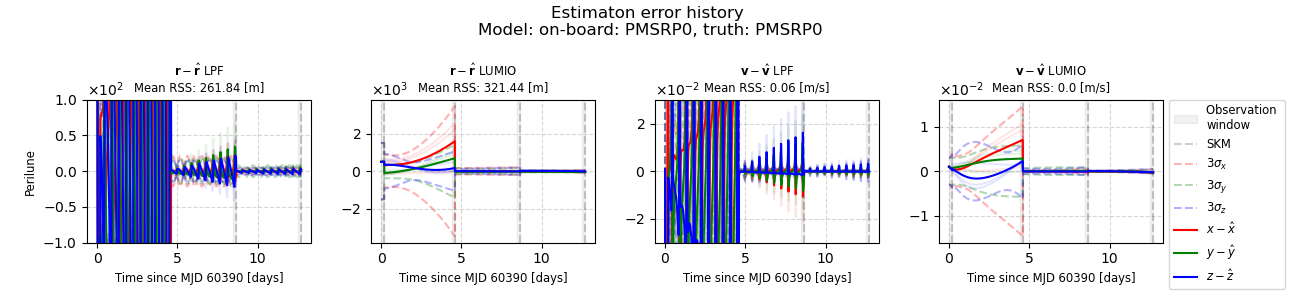 Estimaton error history
Model: on-board: PMSRP0, truth: PMSRP0
r − r̂ LPF
×10² Mean RSS: 261.84 [m]
1.0
0.5
0.0
−0.5
−1.0
Perilune
0 5 10
Time since MJD 60390 [days]
r − r̂ LUMIO
×10³ Mean RSS: 321.44 [m]
2
0
−2
0 5 10
Time since MJD 60390 [days]
v − v̂ LPF
×10⁻² Mean RSS: 0.06 [m/s]
2
0
−2
0 5 10
Time since MJD 60390 [days]
v − v̂ LUMIO
×10⁻² Mean RSS: 0.0 [m/s]
1
0
−1
0 5 10
Time since MJD 60390 [days]
Observation
window
SKM
3σₓ
3σ_y
3σ_z
x − x̂
y − ŷ
z − ẑ